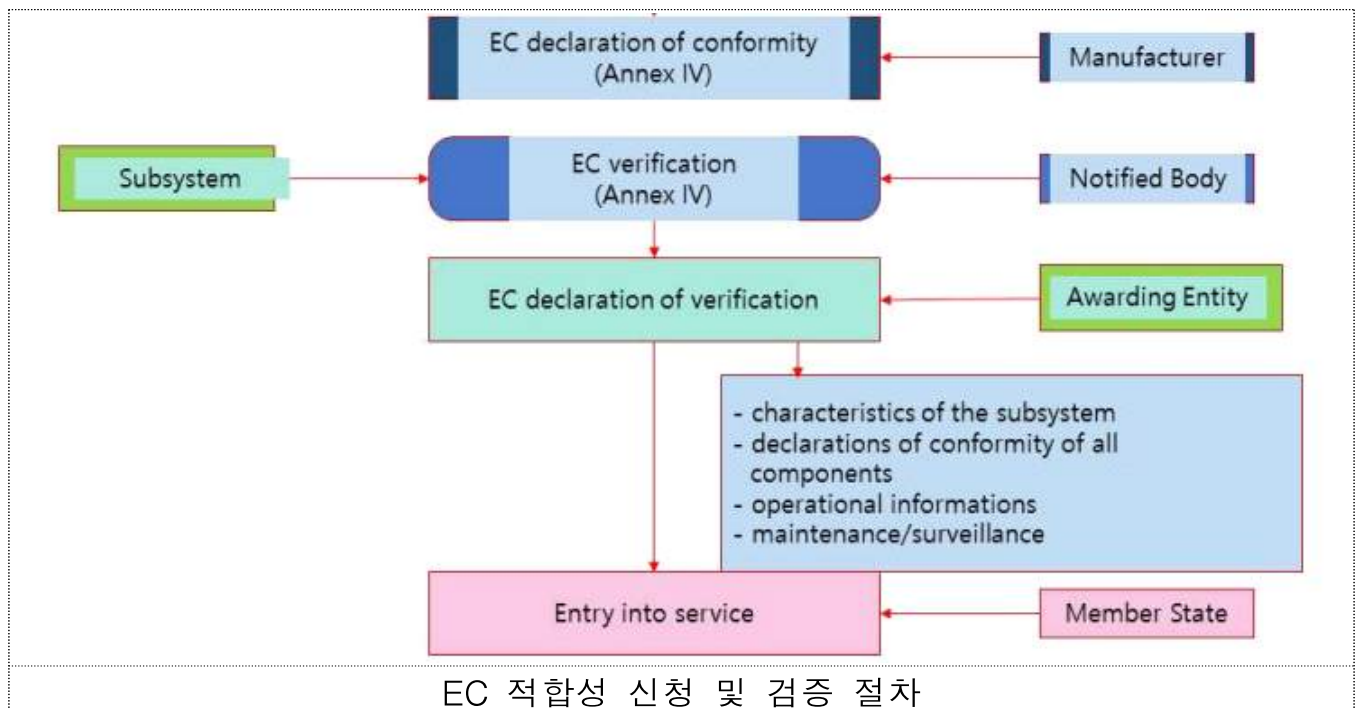 EC declaration of conformity
(Annex IV)
Manufacturer
Subsystem
EC verification
(Annex IV)
Notified Body
EC declaration of verification
Awarding Entity
- characteristics of the subsystem
- declarations of conformity of all
components
- operational informations
- maintenance/surveillance
Entry into service
Member State
EC 적합성 신청 및 검증 절차